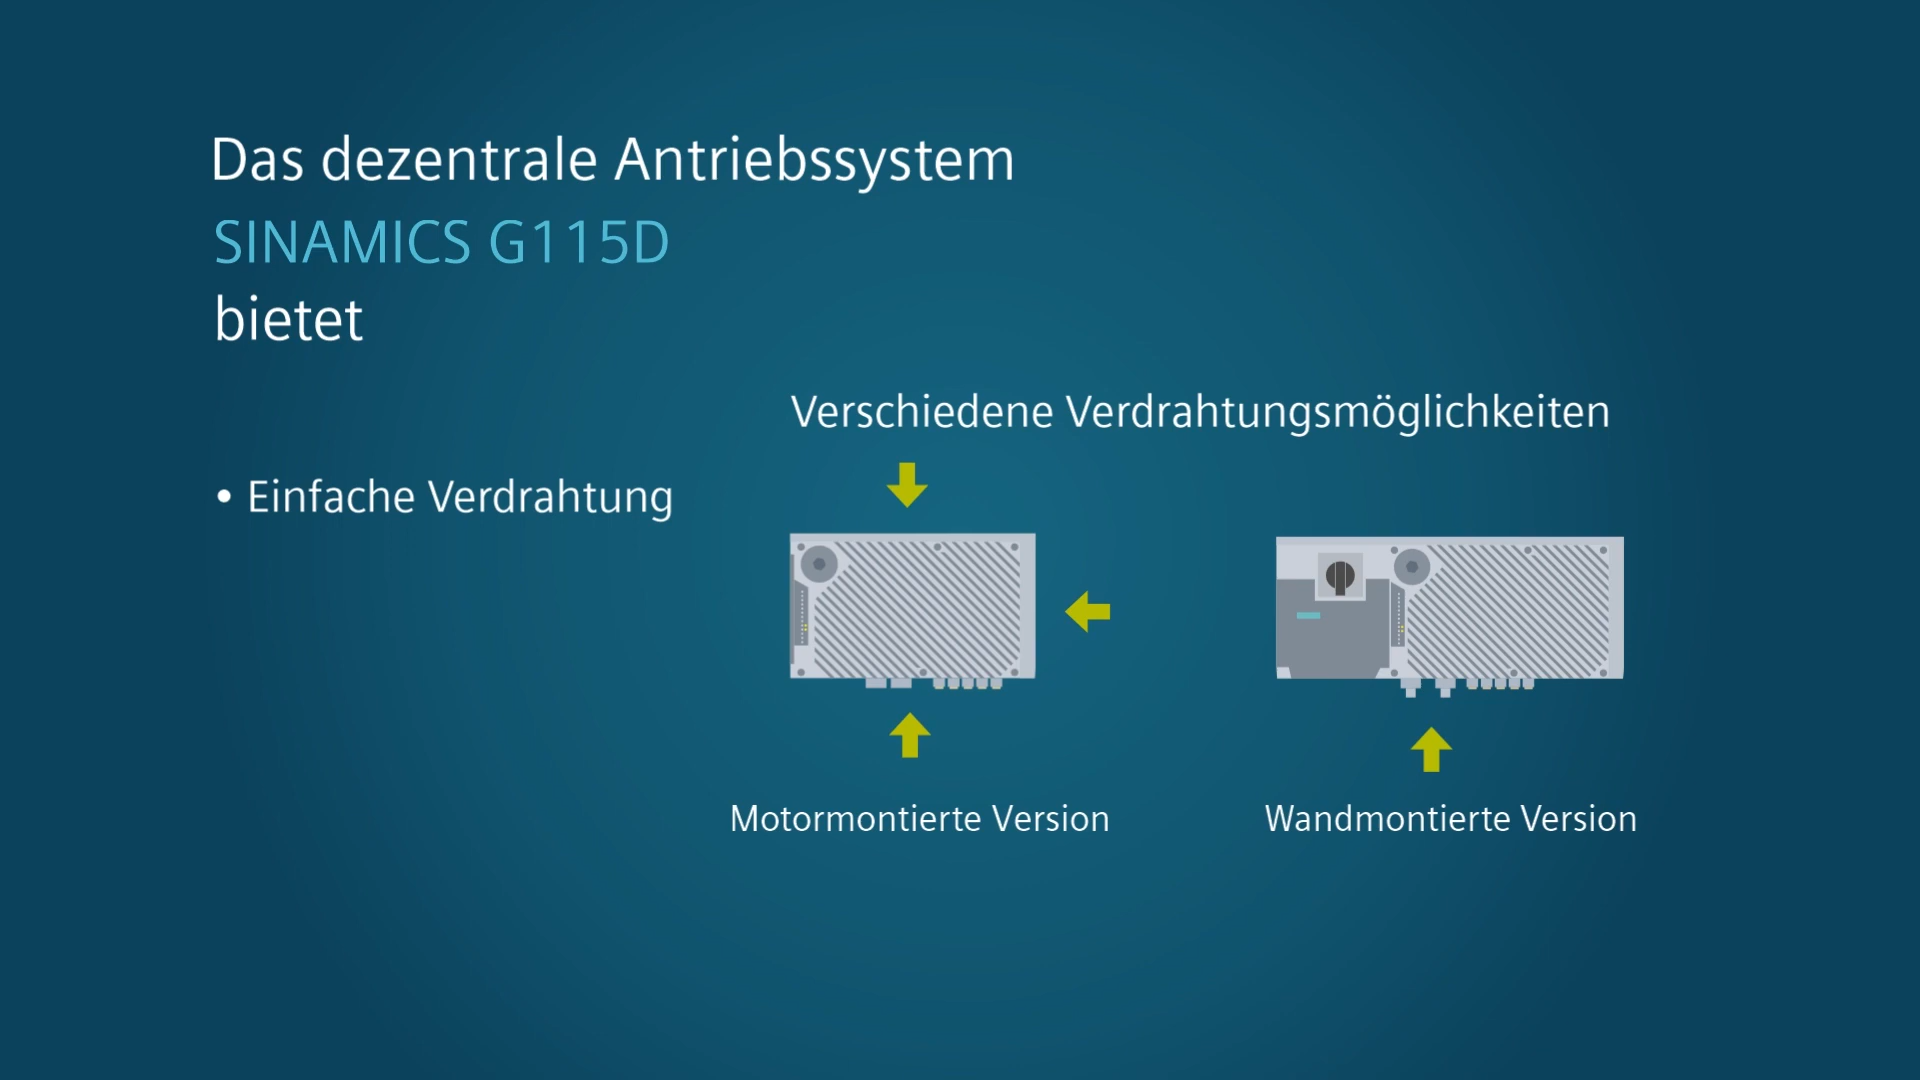 Das dezentrale Antriebssystem
SINAMICS G115D
bietet
• Einfache Verdrahtung
Verschiedene Verdrahtungsmöglichkeiten
Motormontierte Version
Wandmontierte Version